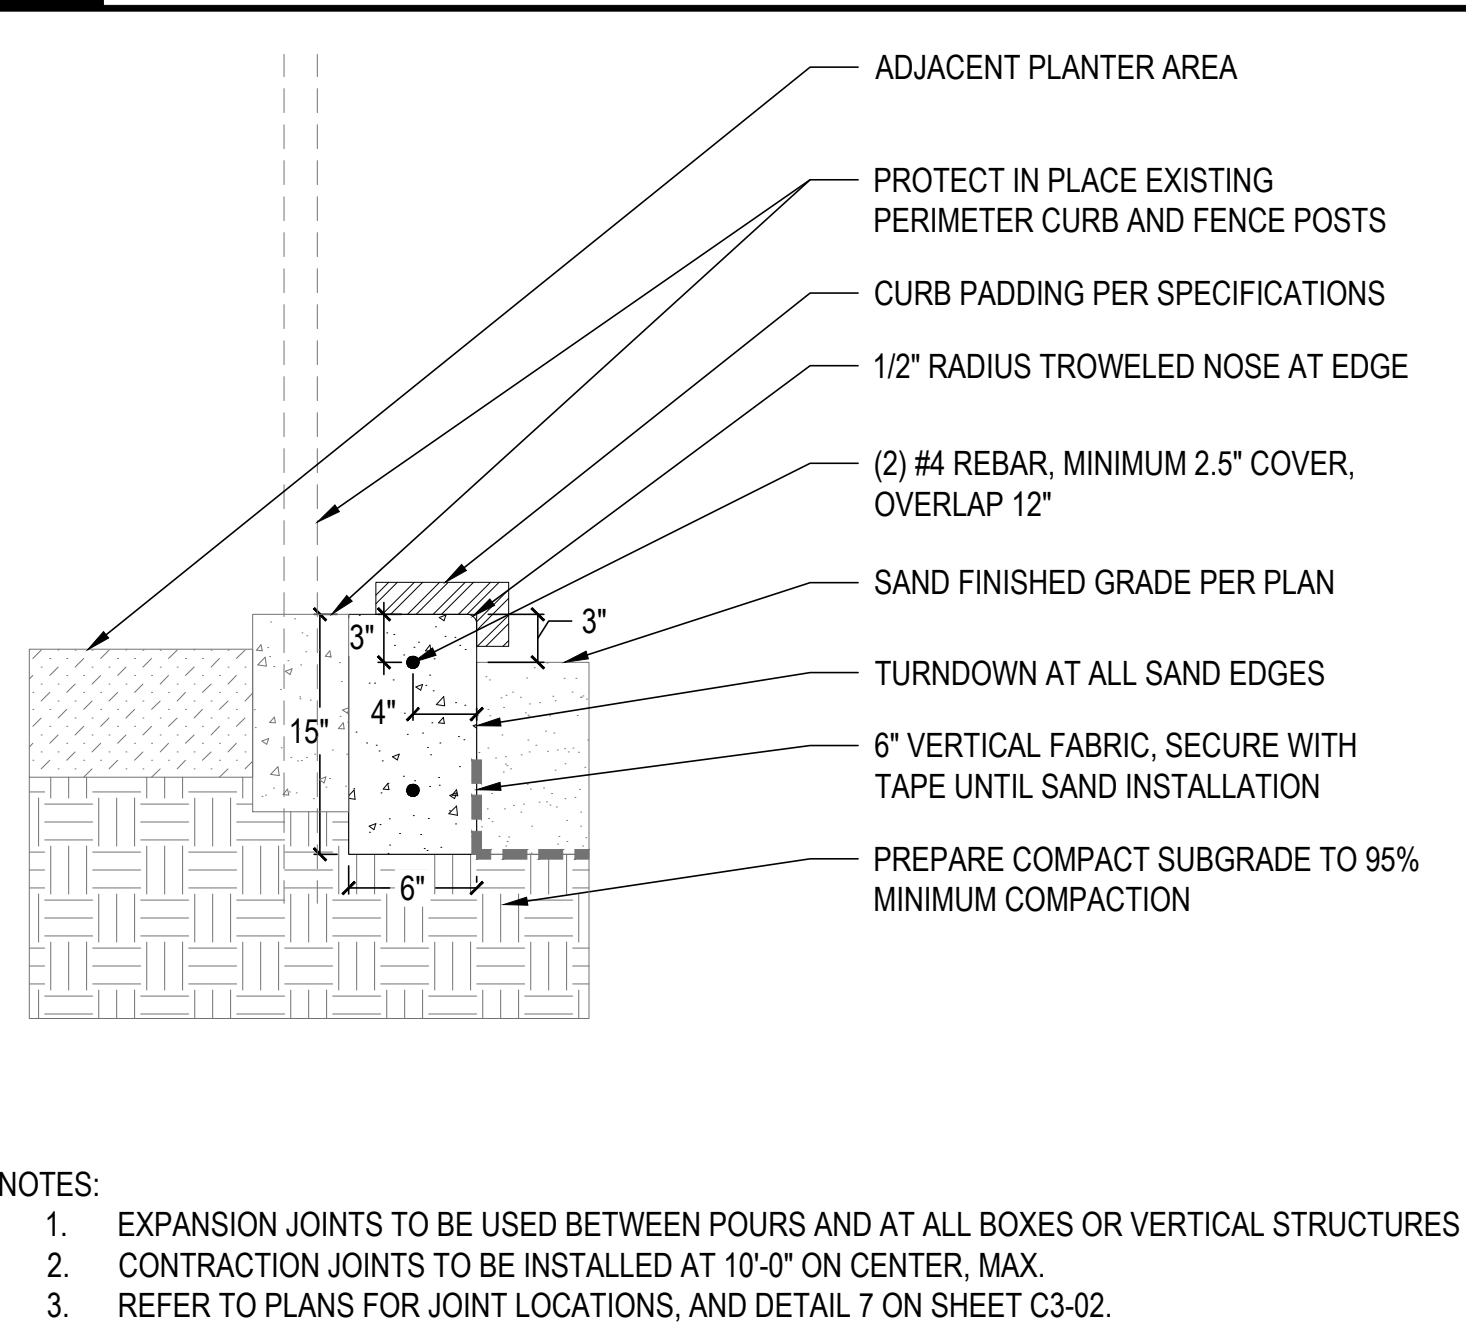 ADJACENT PLANTER AREA
PROTECT IN PLACE EXISTING
PERIMETER CURB AND FENCE POSTS
CURB PADDING PER SPECIFICATIONS
1/2" RADIUS TROWELED NOSE AT EDGE
(2) #4 REBAR, MINIMUM 2.5" COVER,
OVERLAP 12"
SAND FINISHED GRADE PER PLAN
3"
3"
TURNDOWN AT ALL SAND EDGES
4"
15"
6" VERTICAL FABRIC, SECURE WITH
TAPE UNTIL SAND INSTALLATION
PREPARE COMPACT SUBGRADE TO 95%
MINIMUM COMPACTION
6"
NOTES:
1. EXPANSION JOINTS TO BE USED BETWEEN POURS AND AT ALL BOXES OR VERTICAL STRUCTURES
2. CONTRACTION JOINTS TO BE INSTALLED AT 10'-0" ON CENTER, MAX.
3. REFER TO PLANS FOR JOINT LOCATIONS, AND DETAIL 7 ON SHEET C3-02.